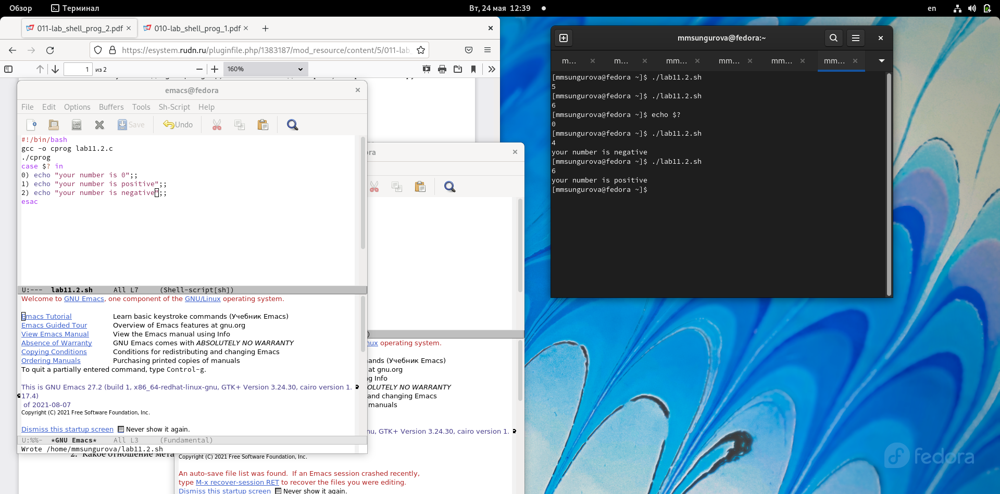 Обзор
Терминал
Вт, 24 мая 12:39
en
011-lab_shell_prog_2.pdf
010-lab_shell_prog_1.pdf
https://esystem.rudn.ru/pluginfile.php/1383187/mod_resource/content/5/011-lab_
1 из 2
160%
emacs@fedora
File Edit Options Buffers Tools Sh-Script Help
Save
Undo
#!/bin/bash
gcc -o cprog lab11.2.c
./cprog
case $? in
0) echo "your number is 0";;
1) echo "your number is positive";;
2) echo "your number is negative";;
esac
U:--- lab11.2.sh All L7 (Shell-script[sh])
Welcome to GNU Emacs, one component of the GNU/Linux operating system.
Emacs Tutorial Learn basic keystroke commands (Учебник Emacs)
Emacs Guided Tour Overview of Emacs features at gnu.org
View Emacs Manual View the Emacs manual using Info
Absence of Warranty GNU Emacs comes with ABSOLUTELY NO WARRANTY
Copying Conditions Conditions for redistributing and changing Emacs
Ordering Manuals Purchasing printed copies of manuals
To quit a partially entered command, type Control-g.
This is GNU Emacs 27.2 (build 1, x86_64-redhat-linux-gnu, GTK+ Version 3.24.30, cairo version 1.
17.4)
of 2021-08-07
Copyright (C) 2021 Free Software Foundation, Inc.
Dismiss this startup screen Never show it again.
U:%%- *GNU Emacs* All L3 (Fundamental)
Wrote /home/mmsungurova/lab11.2.sh
2. Какое отношение мета
ora
)
nux operating system.
ands (Учебник Emacs)
at gnu.org
ng Info
OLUTELY NO WARRANTY
and changing Emacs
manuals
nu, GTK+ Version 3.24.30, cairo version 1.
Copyright (C) 2021 Free Software Foundation, Inc.
An auto-save file list was found. If an Emacs session crashed recently,
type M-x recover-session RET to recover the files you were editing.
Dismiss this startup screen Never show it again.
mmsungurova@fedora:~
m... m... mm... mm... mm... mm...
[mmsungurova@fedora ~]$ ./lab11.2.sh
5
[mmsungurova@fedora ~]$ ./lab11.2.sh
6
[mmsungurova@fedora ~]$ echo $?
0
[mmsungurova@fedora ~]$ ./lab11.2.sh
4
your number is negative
[mmsungurova@fedora ~]$ ./lab11.2.sh
6
your number is positive
[mmsungurova@fedora ~]$
fedora